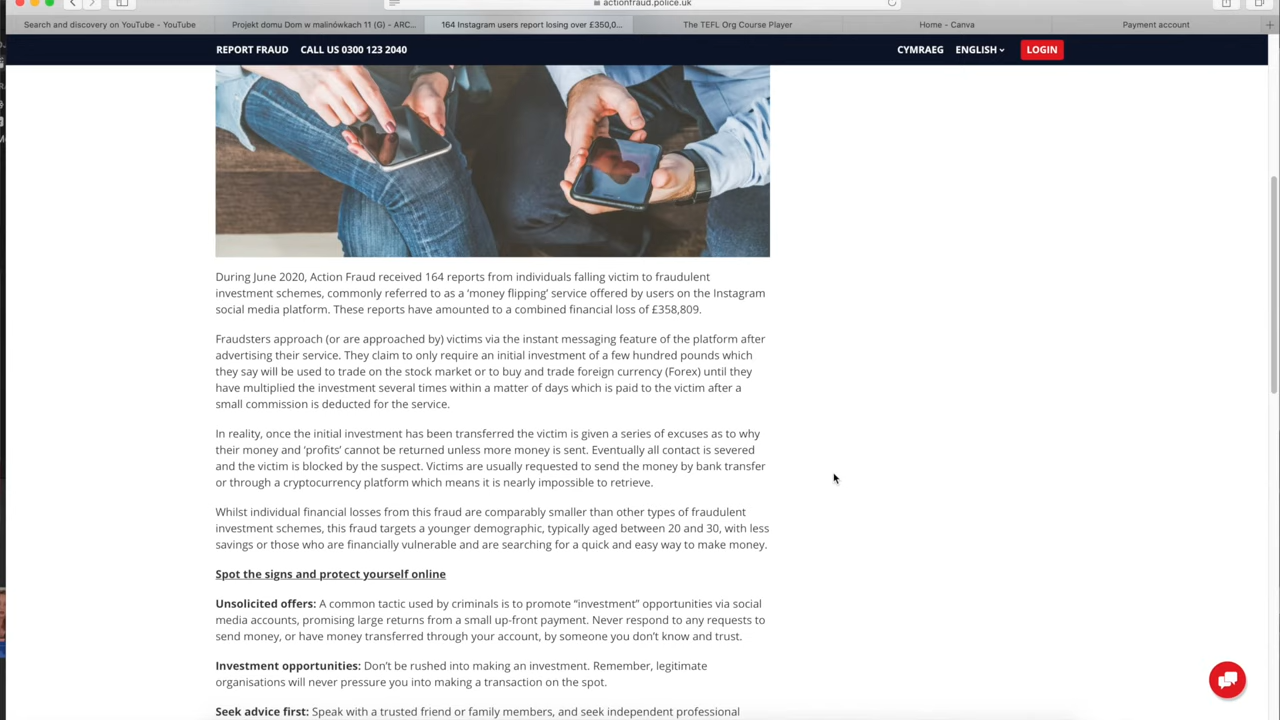 actionfraud.police.uk
Search and discovery on YouTube - YouTube
Projekt domu Dom w malinówkach 11 (G) - ARC...
164 Instagram users report losing over £350,0...
The TEFL Org Course Player
Home - Canva
Payment account
REPORT FRAUD CALL US 0300 123 2040
CYMRAEG ENGLISH LOGIN
During June 2020, Action Fraud received 164 reports from individuals falling victim to fraudulent
investment schemes, commonly referred to as a ‘money flipping’ service offered by users on the Instagram
social media platform. These reports have amounted to a combined financial loss of £358,809.
Fraudsters approach (or are approached by) victims via the instant messaging feature of the platform after
advertising their service. They claim to only require an initial investment of a few hundred pounds which
they say will be used to trade on the stock market or to buy and trade foreign currency (Forex) until they
have multiplied the investment several times within a matter of days which is paid to the victim after a
small commission is deducted for the service.
In reality, once the initial investment has been transferred the victim is given a series of excuses as to why
their money and ‘profits’ cannot be returned unless more money is sent. Eventually all contact is severed
and the victim is blocked by the suspect. Victims are usually requested to send the money by bank transfer
or through a cryptocurrency platform which means it is nearly impossible to retrieve.
Whilst individual financial losses from this fraud are comparably smaller than other types of fraudulent
investment schemes, this fraud targets a younger demographic, typically aged between 20 and 30, with less
savings or those who are financially vulnerable and are searching for a quick and easy way to make money.
Spot the signs and protect yourself online
Unsolicited offers: A common tactic used by criminals is to promote “investment” opportunities via social
media accounts, promising large returns from a small up-front payment. Never respond to any requests to
send money, or have money transferred through your account, by someone you don’t know and trust.
Investment opportunities: Don’t be rushed into making an investment. Remember, legitimate
organisations will never pressure you into making a transaction on the spot.
Seek advice first: Speak with a trusted friend or family members, and seek independent professional